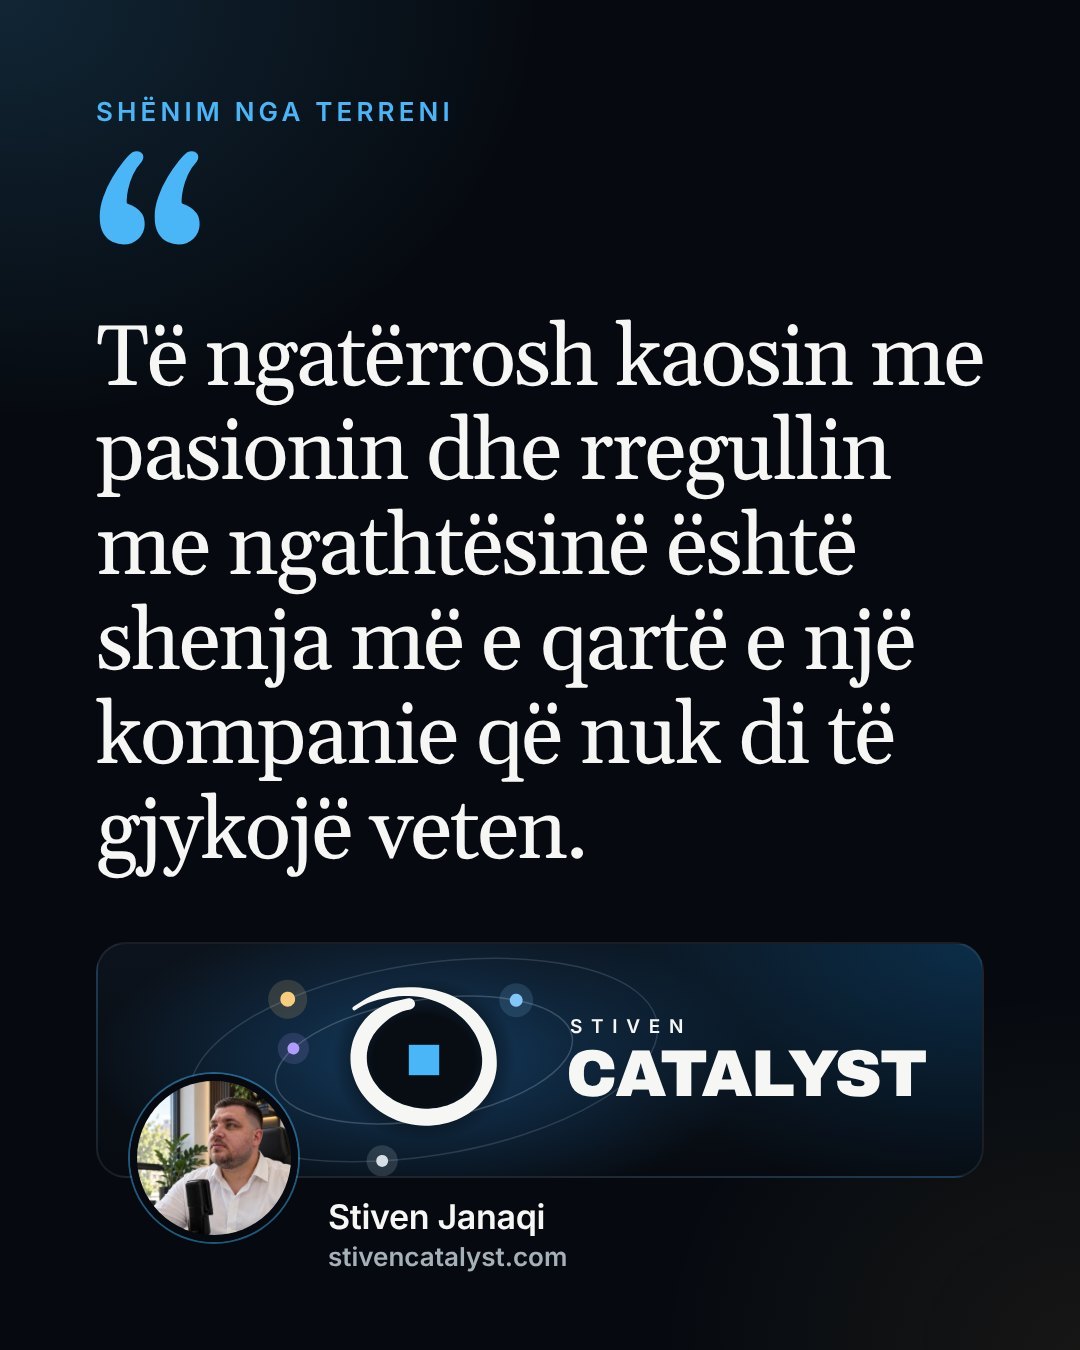 SHËNIM NGA TERRENI
“
Të ngatërrosh kaosin me
pasionin dhe rregullin
me ngathtësinë është
shenja më e qartë e një
kompanie që nuk di të
gjykojë veten.
STIVEN
CATALYST
Stiven Janaqi
stivencatalyst.com